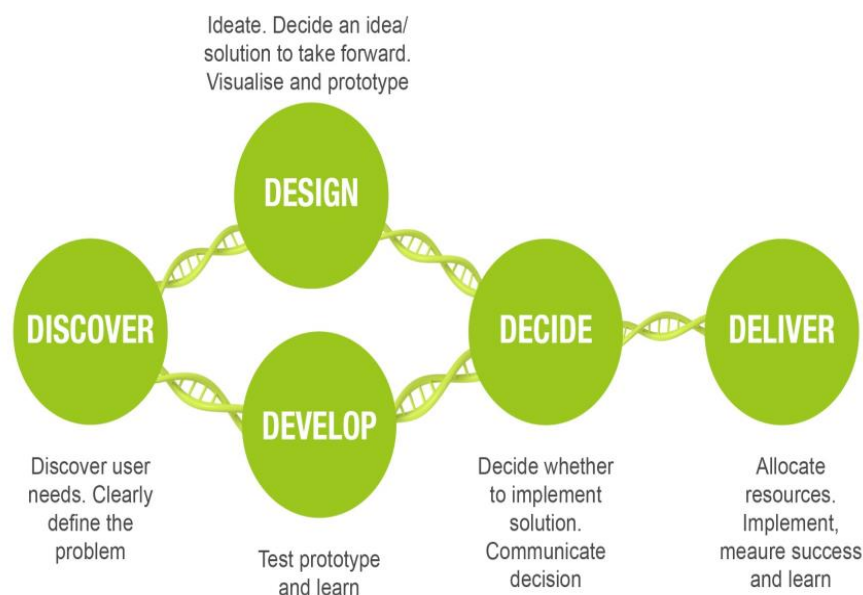 Ideate. Decide an idea/
solution to take forward.
Visualise and prototype
DESIGN
DISCOVER
DECIDE
DELIVER
DEVELOP
Discover user
needs. Clearly
define the
problem
Test prototype
and learn
Decide whether
to implement
solution.
Communicate
decision
Allocate
resources.
Implement,
meaure success
and learn